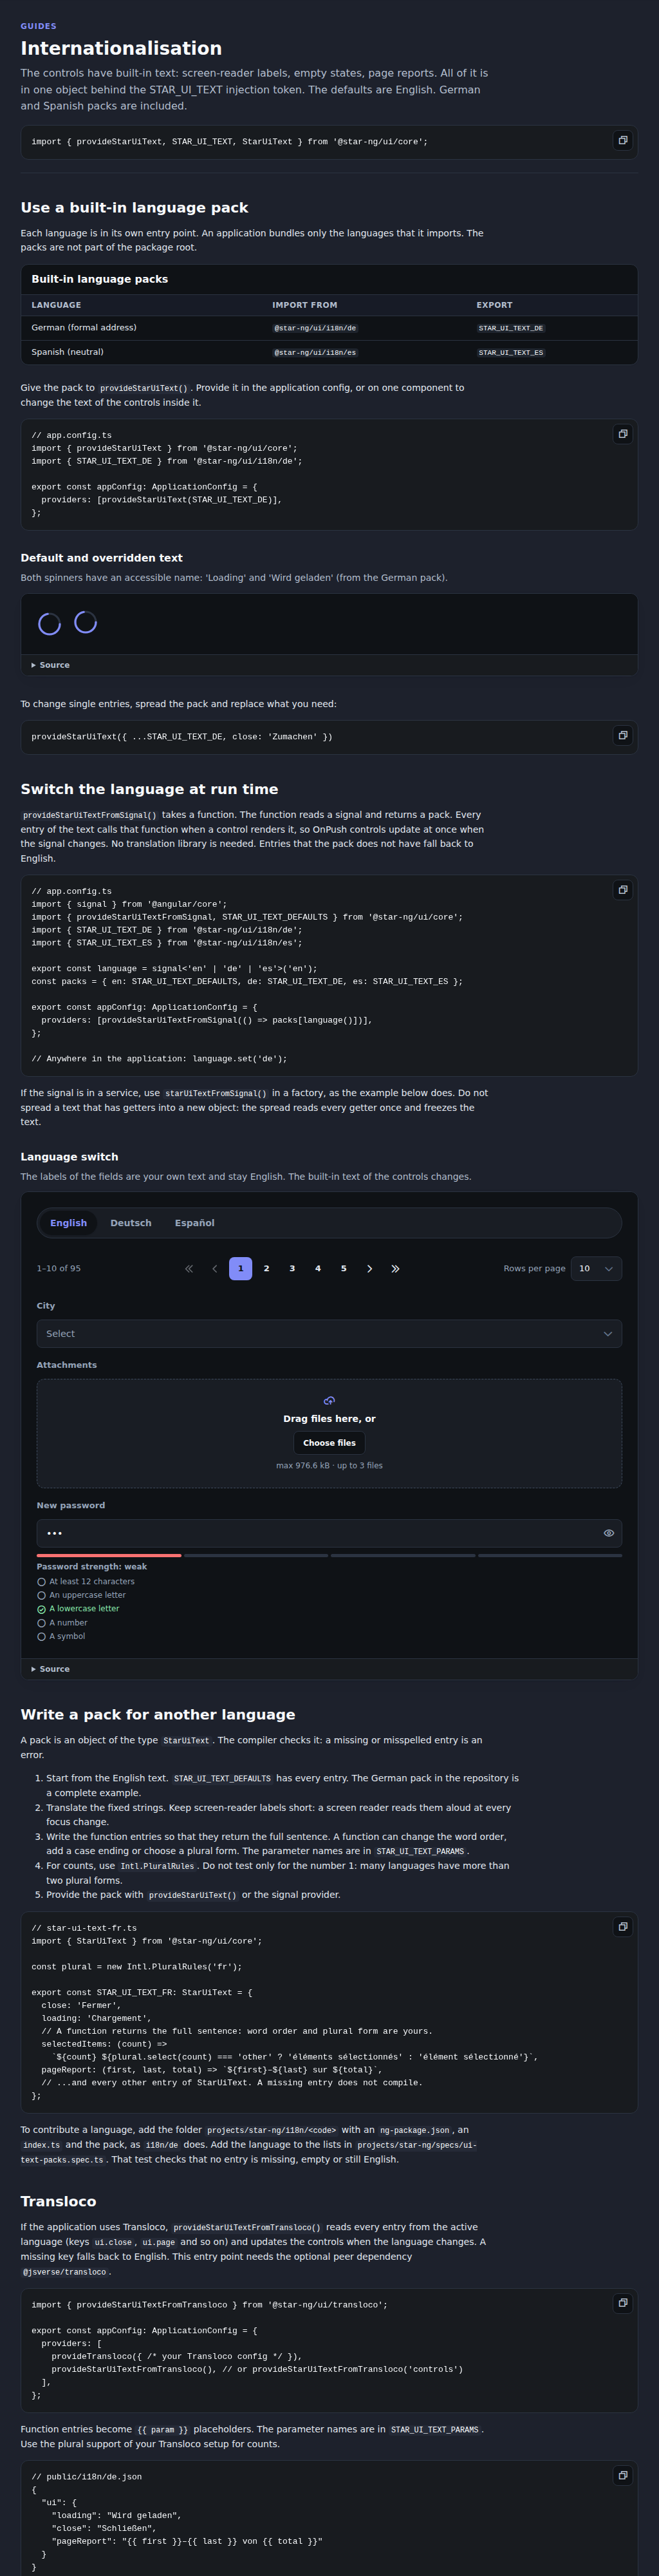 GUIDES
Internationalisation
The controls have built-in text: screen-reader labels, empty states, page reports. All of it is
in one object behind the STAR_UI_TEXT injection token. The defaults are English. German
and Spanish packs are included.
import { provideStarUiText, STAR_UI_TEXT, StarUiText } from '@star-ng/ui/core';
Use a built-in language pack
Each language is in its own entry point. An application bundles only the languages that it imports. The
packs are not part of the package root.
Built-in language packs
LANGUAGE IMPORT FROM EXPORT
German (formal address) @star-ng/ui/i18n/de STAR_UI_TEXT_DE
Spanish (neutral) @star-ng/ui/i18n/es STAR_UI_TEXT_ES
Give the pack to provideStarUiText(). Provide it in the application config, or on one component to
change the text of the controls inside it.
// app.config.ts
import { provideStarUiText } from '@star-ng/ui/core';
import { STAR_UI_TEXT_DE } from '@star-ng/ui/i18n/de';
export const appConfig: ApplicationConfig = {
providers: [provideStarUiText(STAR_UI_TEXT_DE)],
};
Default and overridden text
Both spinners have an accessible name: 'Loading' and 'Wird geladen' (from the German pack).
Source
To change single entries, spread the pack and replace what you need:
provideStarUiText({ ...STAR_UI_TEXT_DE, close: 'Zumachen' })
Switch the language at run time
provideStarUiTextFromSignal() takes a function. The function reads a signal and returns a pack. Every
entry of the text calls that function when a control renders it, so OnPush controls update at once when
the signal changes. No translation library is needed. Entries that the pack does not have fall back to
English.
// app.config.ts
import { signal } from '@angular/core';
import { provideStarUiTextFromSignal, STAR_UI_TEXT_DEFAULTS } from '@star-ng/ui/core';
import { STAR_UI_TEXT_DE } from '@star-ng/ui/i18n/de';
import { STAR_UI_TEXT_ES } from '@star-ng/ui/i18n/es';
export const language = signal<'en' | 'de' | 'es'>('en');
const packs = { en: STAR_UI_TEXT_DEFAULTS, de: STAR_UI_TEXT_DE, es: STAR_UI_TEXT_ES };
export const appConfig: ApplicationConfig = {
providers: [provideStarUiTextFromSignal(() => packs[language()])],
};
// Anywhere in the application: language.set('de');
If the signal is in a service, use starUiTextFromSignal() in a factory, as the example below does. Do not
spread a text that has getters into a new object: the spread reads every getter once and freezes the
text.
Language switch
The labels of the fields are your own text and stay English. The built-in text of the controls changes.
English Deutsch Español
1–10 of 95 1 2 3 4 5 Rows per page 10
City
Select
Attachments
Drag files here, or
Choose files
max 976.6 kB · up to 3 files
New password
•••
Password strength: weak
At least 12 characters
An uppercase letter
A lowercase letter
A number
A symbol
Source
Write a pack for another language
A pack is an object of the type StarUiText. The compiler checks it: a missing or misspelled entry is an
error.
1. Start from the English text. STAR_UI_TEXT_DEFAULTS has every entry. The German pack in the repository is
a complete example.
2. Translate the fixed strings. Keep screen-reader labels short: a screen reader reads them aloud at every
focus change.
3. Write the function entries so that they return the full sentence. A function can change the word order,
add a case ending or choose a plural form. The parameter names are in STAR_UI_TEXT_PARAMS.
4. For counts, use Intl.PluralRules. Do not test only for the number 1: many languages have more than
two plural forms.
5. Provide the pack with provideStarUiText() or the signal provider.
// star-ui-text-fr.ts
import { StarUiText } from '@star-ng/ui/core';
const plural = new Intl.PluralRules('fr');
export const STAR_UI_TEXT_FR: StarUiText = {
close: 'Fermer',
loading: 'Chargement',
// A function returns the full sentence: word order and plural form are yours.
selectedItems: (count) =>
`${count} ${plural.select(count) === 'other' ? 'éléments sélectionnés' : 'élément sélectionné'}`,
pageReport: (first, last, total) => `${first}–${last} sur ${total}`,
// ...and every other entry of StarUiText. A missing entry does not compile.
};
To contribute a language, add the folder projects/star-ng/i18n/<code> with an ng-package.json, an
index.ts and the pack, as i18n/de does. Add the language to the lists in projects/star-ng/specs/ui-
text-packs.spec.ts. That test checks that no entry is missing, empty or still English.
Transloco
If the application uses Transloco, provideStarUiTextFromTransloco() reads every entry from the active
language (keys ui.close, ui.page and so on) and updates the controls when the language changes. A
missing key falls back to English. This entry point needs the optional peer dependency
@jsverse/transloco.
import { provideStarUiTextFromTransloco } from '@star-ng/ui/transloco';
export const appConfig: ApplicationConfig = {
providers: [
provideTransloco({ /* your Transloco config */ }),
provideStarUiTextFromTransloco(), // or provideStarUiTextFromTransloco('controls')
],
};
Function entries become {{ param }} placeholders. The parameter names are in STAR_UI_TEXT_PARAMS.
Use the plural support of your Transloco setup for counts.
// public/i18n/de.json
{
"ui": {
"loading": "Wird geladen",
"close": "Schließen",
"pageReport": "{{ first }}–{{ last }} von {{ total }}"
}
}